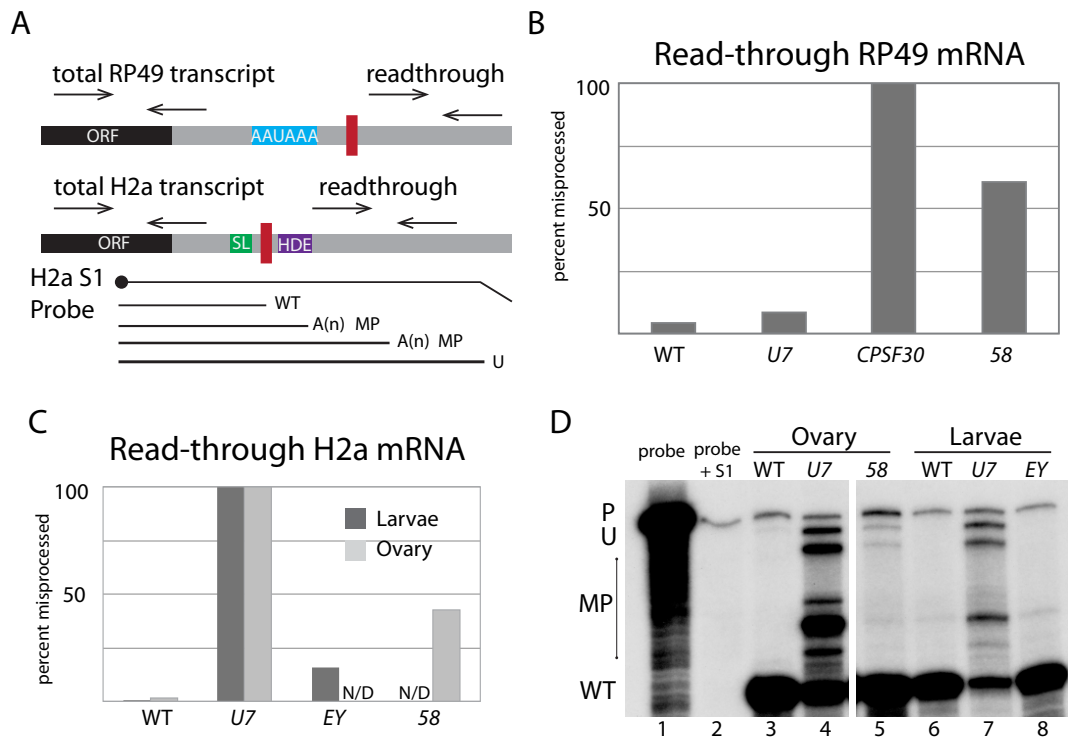 A
total RP49 transcript readthrough
ORF AAUAAA
total H2a transcript readthrough
ORF SL HDE
H2a S1
Probe
WT
A(n) MP
A(n) MP
U
B
Read-through RP49 mRNA
percent misprocessed
100
50
WT U7 CPSF30 58
C
Read-through H2a mRNA
percent misprocessed
100
50
Larvae
Ovary
N/D N/D
WT U7 EY 58
D
Ovary Larvae
probe probe + S1 WT U7 58 WT U7 EY
P
U
MP
WT
1 2 3 4 5 6 7 8